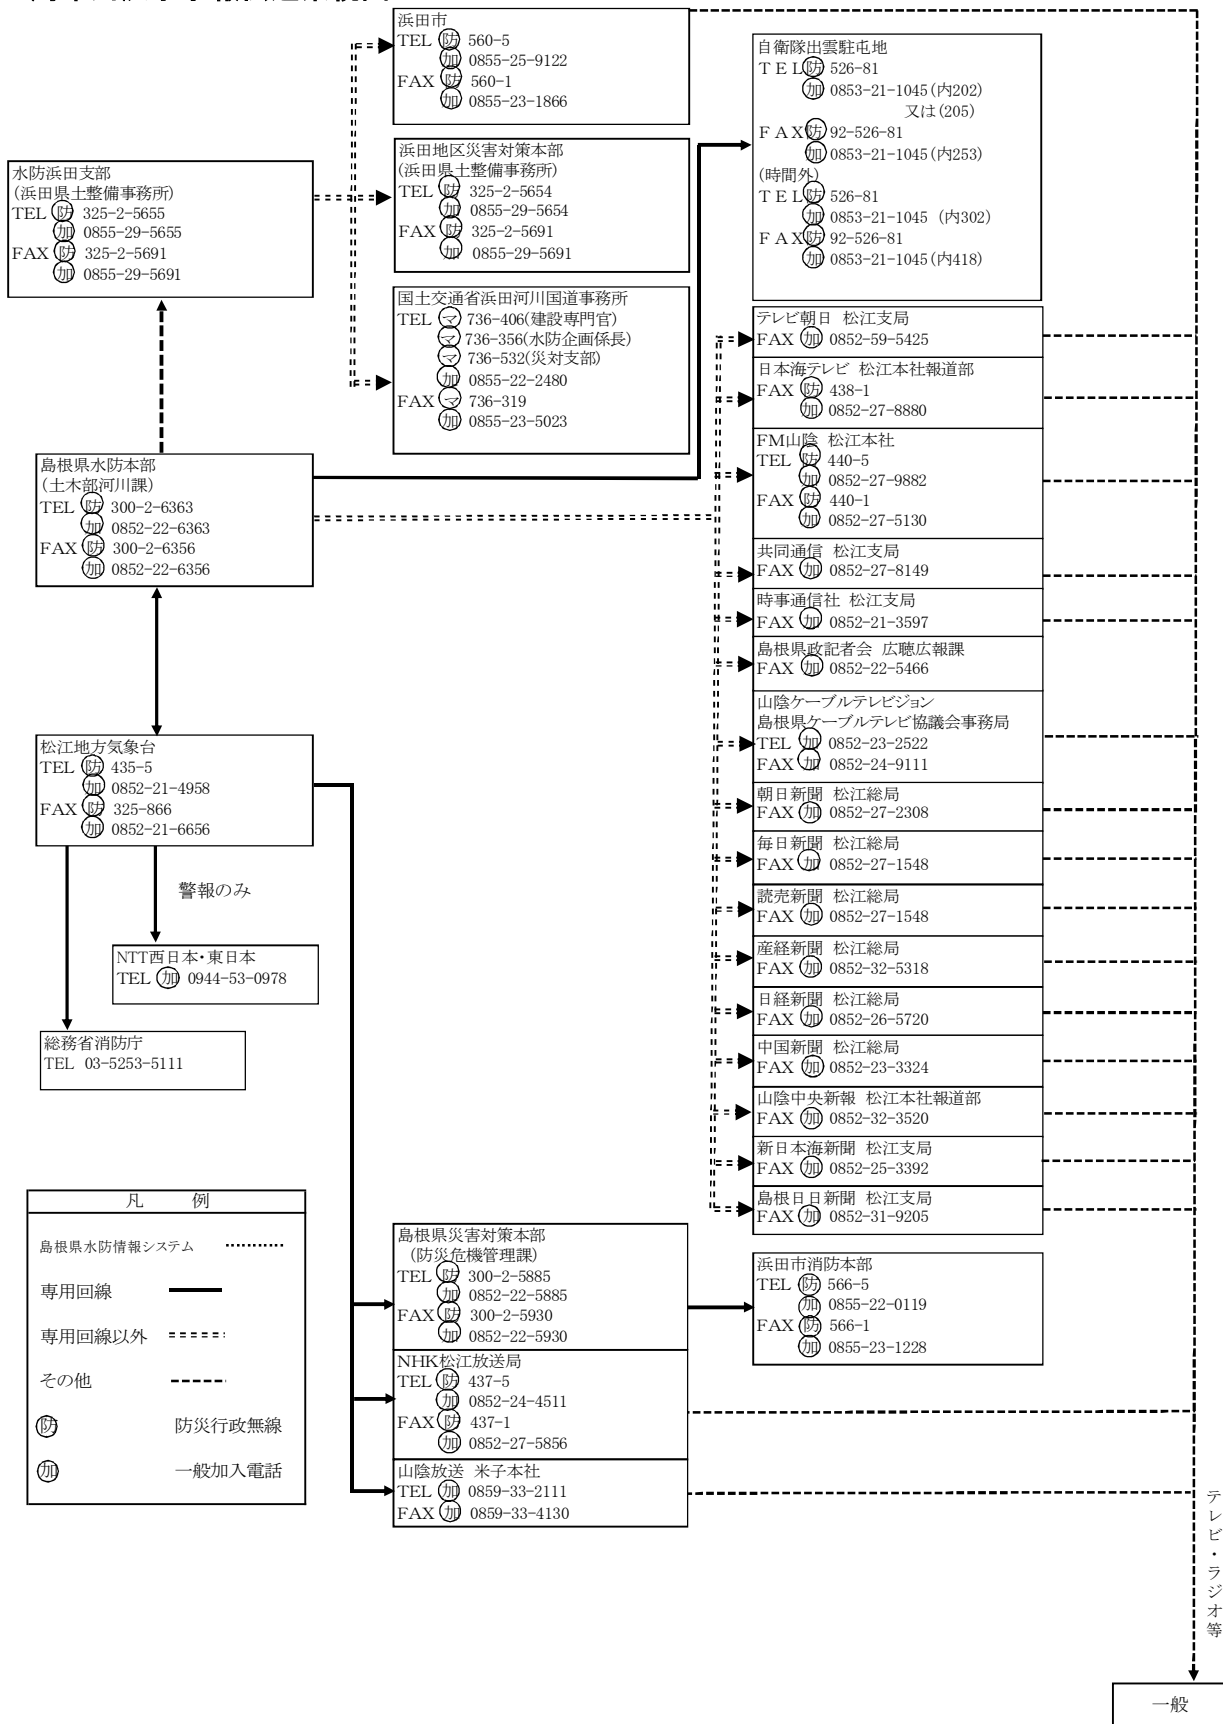 浜田市
TEL 防 560-5
加 0855-25-9122
FAX 防 560-1
加 0855-23-1866
自衛隊出雲駐屯地
TEL防 526-81
加 0853-21-1045(内202)
又は(205)
FAX防 92-526-81
加 0853-21-1045(内253)
(時間外)
TEL防 526-81
加 0853-21-1045 (内302)
FAX防 92-526-81
加 0853-21-1045(内418)
浜田地区災害対策本部
(浜田県土整備事務所)
TEL 防 325-2-5654
加 0855-29-5654
FAX 防 325-2-5691
加 0855-29-5691
水防浜田支部
(浜田県土整備事務所)
TEL 防 325-2-5655
加 0855-29-5655
FAX 防 325-2-5691
加 0855-29-5691
国土交通省浜田河川国道事務所
TEL マ 736-406(建設専門官)
マ 736-356(水防企画係長)
マ 736-532(災対支部)
加 0855-22-2480
FAX マ 736-319
加 0855-23-5023
島根県水防本部
(土木部河川課)
TEL 防 300-2-6363
加 0852-22-6363
FAX 防 300-2-6356
加 0852-22-6356
テレビ朝日 松江支局
FAX 加 0852-59-5425
日本海テレビ 松江本社報道部
FAX 防 438-1
加 0852-27-8880
FM山陰 松江本社
TEL 防 440-5
加 0852-27-9882
FAX 防 440-1
加 0852-27-5130
共同通信 松江支局
FAX 加 0852-27-8149
時事通信社 松江支局
FAX 加 0852-21-3597
島根県政記者会 広聴広報課
FAX 加 0852-22-5466
山陰ケーブルテレビジョン
島根県ケーブルテレビ協議会事務局
TEL 加 0852-23-2522
FAX 加 0852-24-9111
朝日新聞 松江総局
FAX 加 0852-27-2308
毎日新聞 松江総局
FAX 加 0852-27-1548
読売新聞 松江総局
FAX 加 0852-27-1548
産経新聞 松江総局
FAX 加 0852-32-5318
日経新聞 松江総局
FAX 加 0852-26-5720
中国新聞 松江総局
FAX 加 0852-23-3324
山陰中央新報 松江本社報道部
FAX 加 0852-32-3520
新日本海新聞 松江支局
FAX 加 0852-25-3392
島根日日新聞 松江支局
FAX 加 0852-31-9205
松江地方気象台
TEL 防 435-5
加 0852-21-4958
FAX 防 325-866
加 0852-21-6656
警報のみ
NTT西日本・東日本
TEL 加 0944-53-0978
総務省消防庁
TEL 03-5253-5111
凡 例
島根県水防情報システム
専用回線
専用回線以外
その他
防 防災行政無線
加 一般加入電話
島根県災害対策本部
(防災危機管理課)
TEL 防 300-2-5885
加 0852-22-5885
FAX 防 300-2-5930
加 0852-22-5930
NHK松江放送局
TEL 防 437-5
加 0852-24-4511
FAX 防 437-1
加 0852-27-5856
山陰放送 米子本社
TEL 加 0859-33-2111
FAX 加 0859-33-4130
浜田市消防本部
TEL 防 566-5
加 0855-22-0119
FAX 防 566-1
加 0855-23-1228
テレビ・ラジオ等
一般